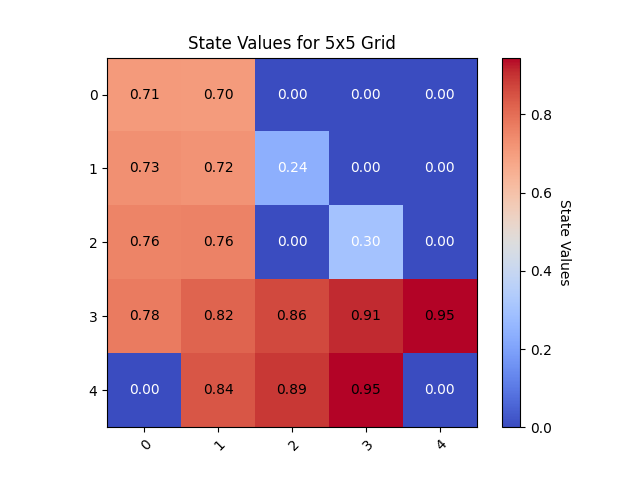 State Values for 5x5 Grid
0 0.71 0.70 0.00 0.00 0.00
1 0.73 0.72 0.24 0.00 0.00
2 0.76 0.76 0.00 0.30 0.00
3 0.78 0.82 0.86 0.91 0.95
4 0.00 0.84 0.89 0.95 0.00
0 1 2 3 4
0.8
0.6
0.4
0.2
0.0
State Values